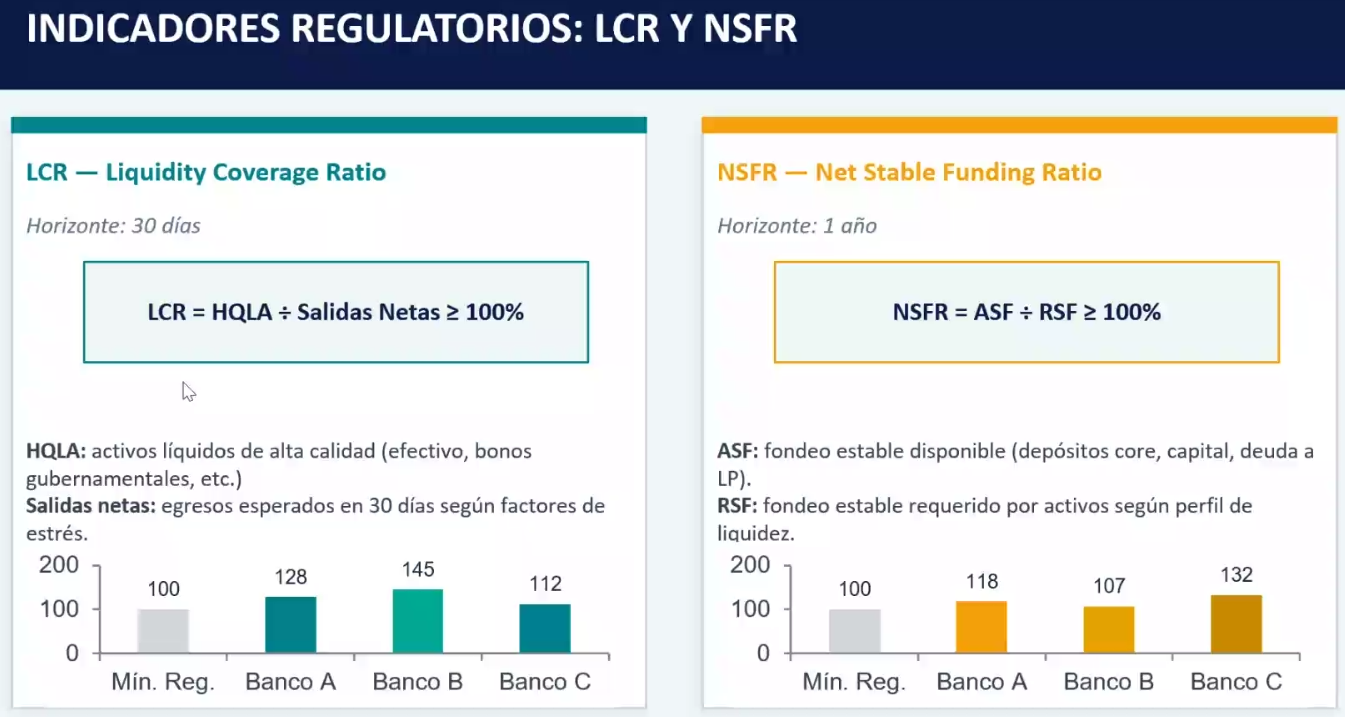 INDICADORES REGULATORIOS: LCR Y NSFR
LCR — Liquidity Coverage Ratio
Horizonte: 30 días
LCR = HQLA ÷ Salidas Netas ≥ 100%
HQLA: activos líquidos de alta calidad (efectivo, bonos
gubernamentales, etc.)
Salidas netas: egresos esperados en 30 días según factores de
estrés.
200
100
0
100
128
145
112
Mín. Reg.
Banco A
Banco B
Banco C
NSFR — Net Stable Funding Ratio
Horizonte: 1 año
NSFR = ASF ÷ RSF ≥ 100%
ASF: fondeo estable disponible (depósitos core, capital, deuda a
LP).
RSF: fondeo estable requerido por activos según perfil de
liquidez.
200
100
0
100
118
107
132
Mín. Reg.
Banco A
Banco B
Banco C